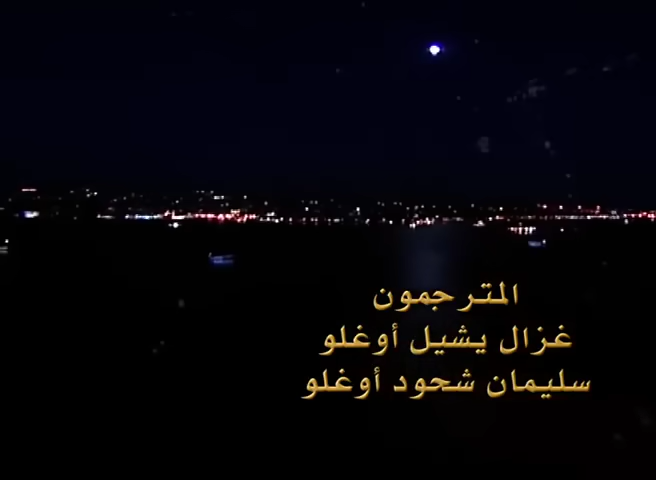 المترجمون
غزال يشيل أوغلو
سليمان شحود أوغلو